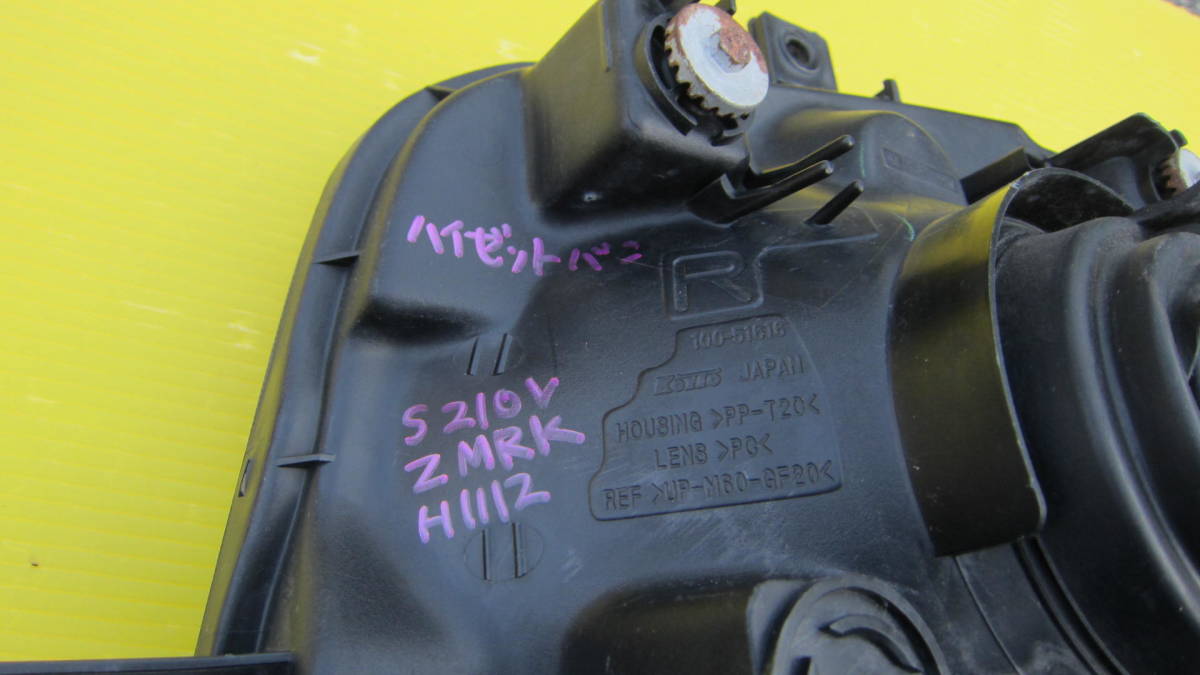 ハイゼットバン
R
100-51616
KOITO JAPAN
HOUSING >PP-T20<
LENS >PC<
REF >UP-M60-GF20<
S210V
ZMRK
H1112